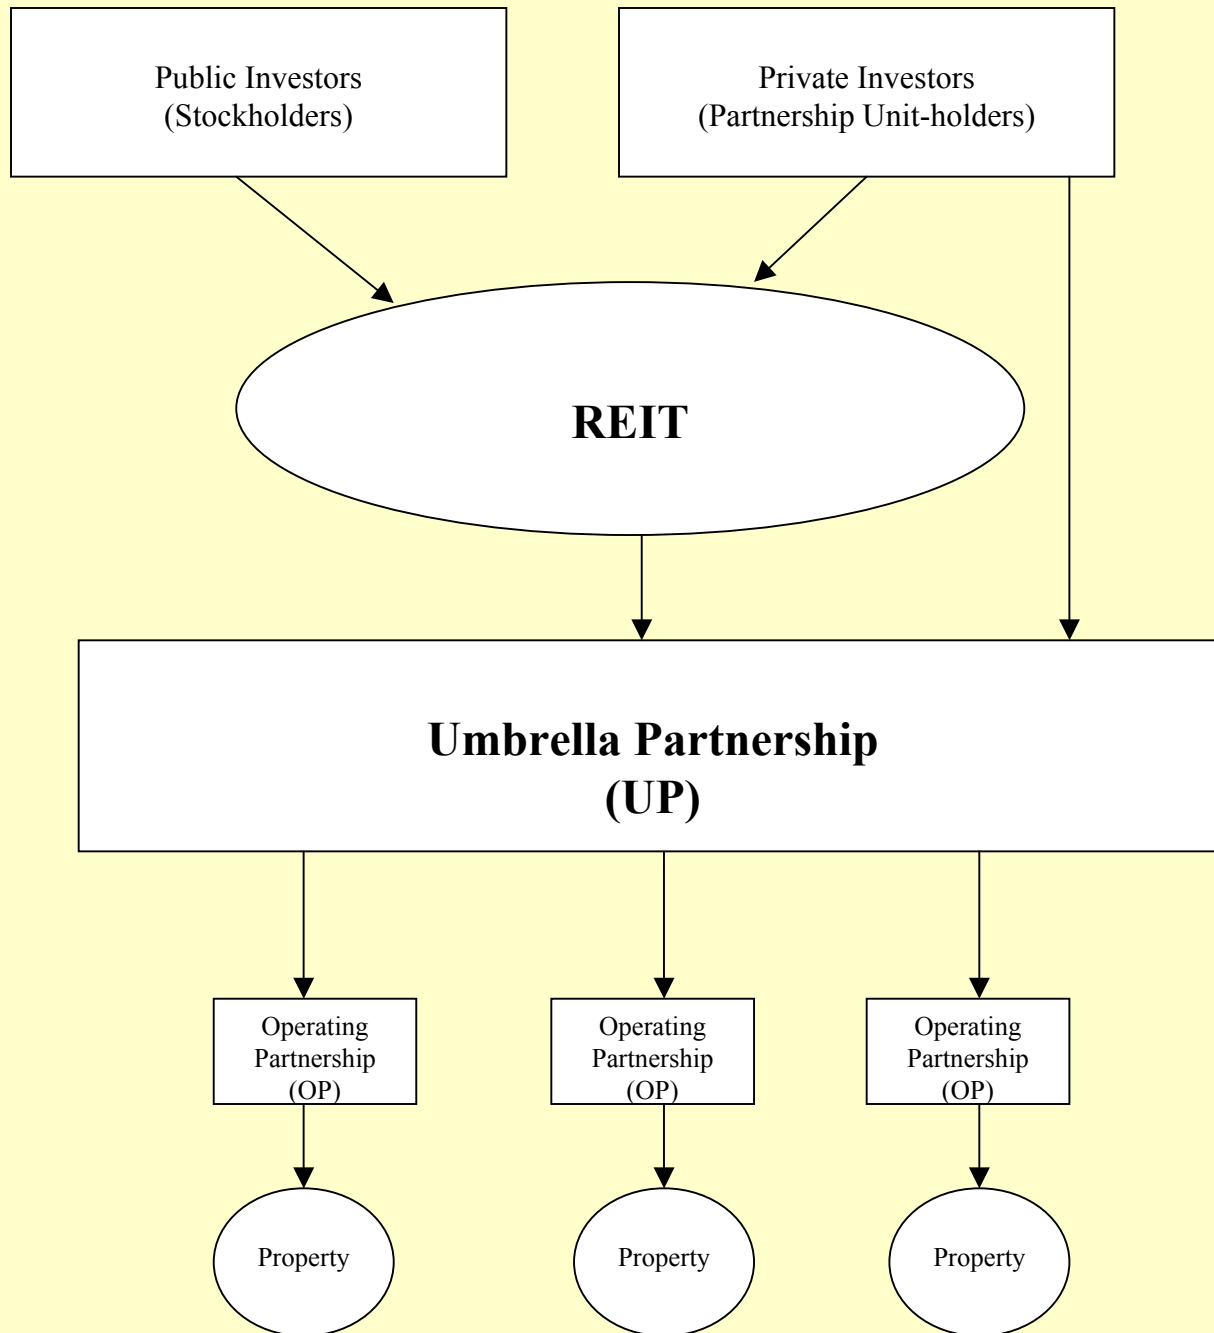 Public Investors
(Stockholders)
Private Investors
(Partnership Unit-holders)
REIT
Umbrella Partnership
(UP)
Operating
Partnership
(OP)
Operating
Partnership
(OP)
Operating
Partnership
(OP)
Property
Property
Property